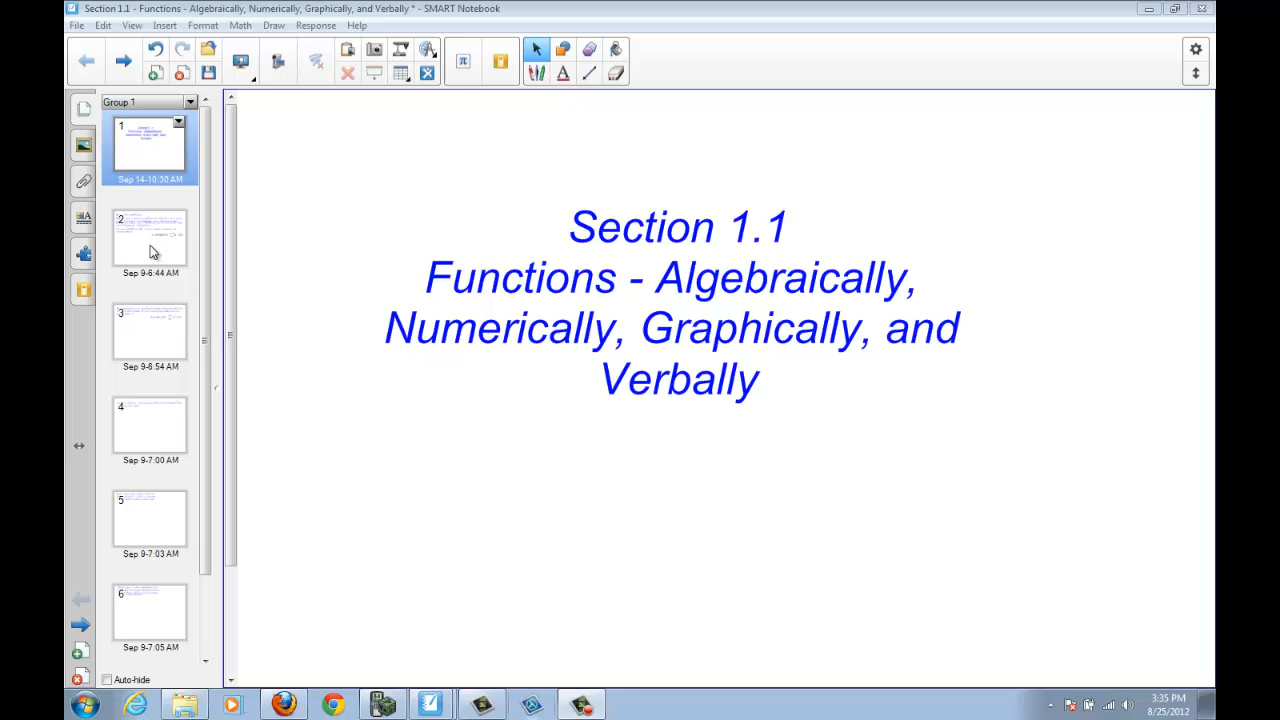 Section 1.1 - Functions - Algebraically, Numerically, Graphically, and Verbally * - SMART Notebook
File Edit View Insert Format Math Draw Response Help
Group 1
1
Sep 14-10:30 AM
2
Sep 9-6:44 AM
3
Sep 9-6:54 AM
4
Sep 9-7:00 AM
5
Sep 9-7:03 AM
6
Sep 9-7:05 AM
Auto-hide
Section 1.1
Functions - Algebraically,
Numerically, Graphically, and
Verbally
3:35 PM
8/25/2012